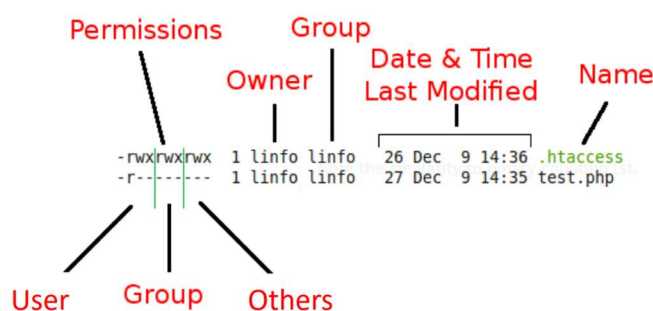 Permissions
Group
Owner
Date & Time
Last Modified
Name
-rwxrwxrwx 1 linfo linfo 26 Dec 9 14:36 .htaccess
-r-------- 1 linfo linfo 27 Dec 9 14:35 test.php
User
Group
Others